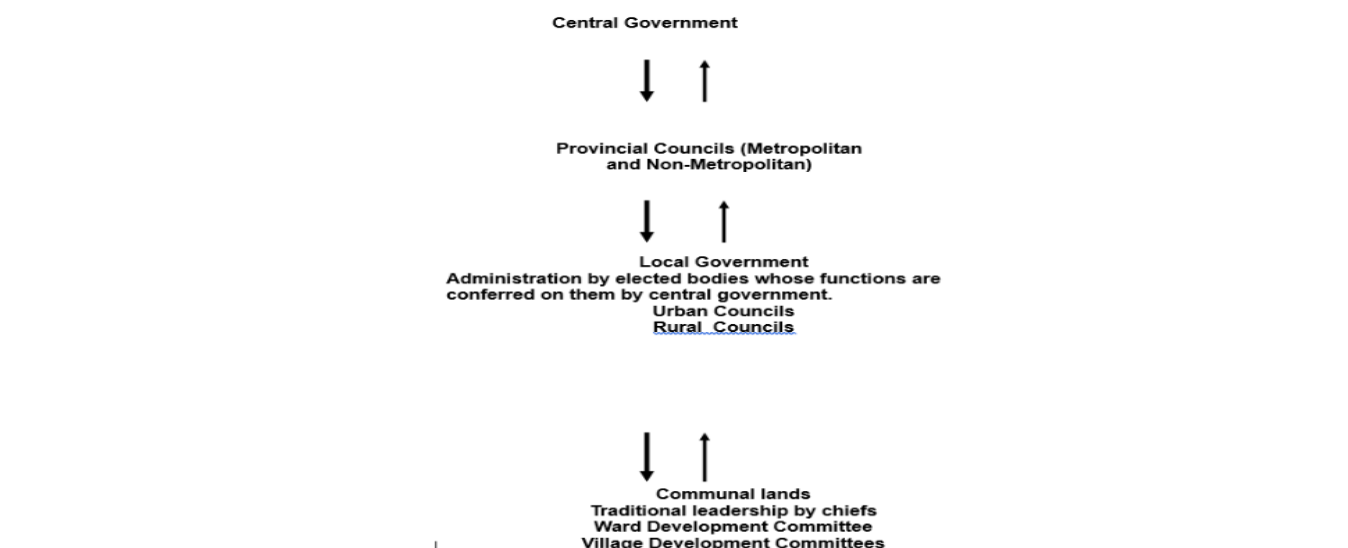 Central Government
Provincial Councils (Metropolitan
and Non-Metropolitan)
Local Government
Administration by elected bodies whose functions are
conferred on them by central government.
Urban Councils
Rural  Councils
Communal lands
Traditional leadership by chiefs
Ward Development Committee
Village Development Committees